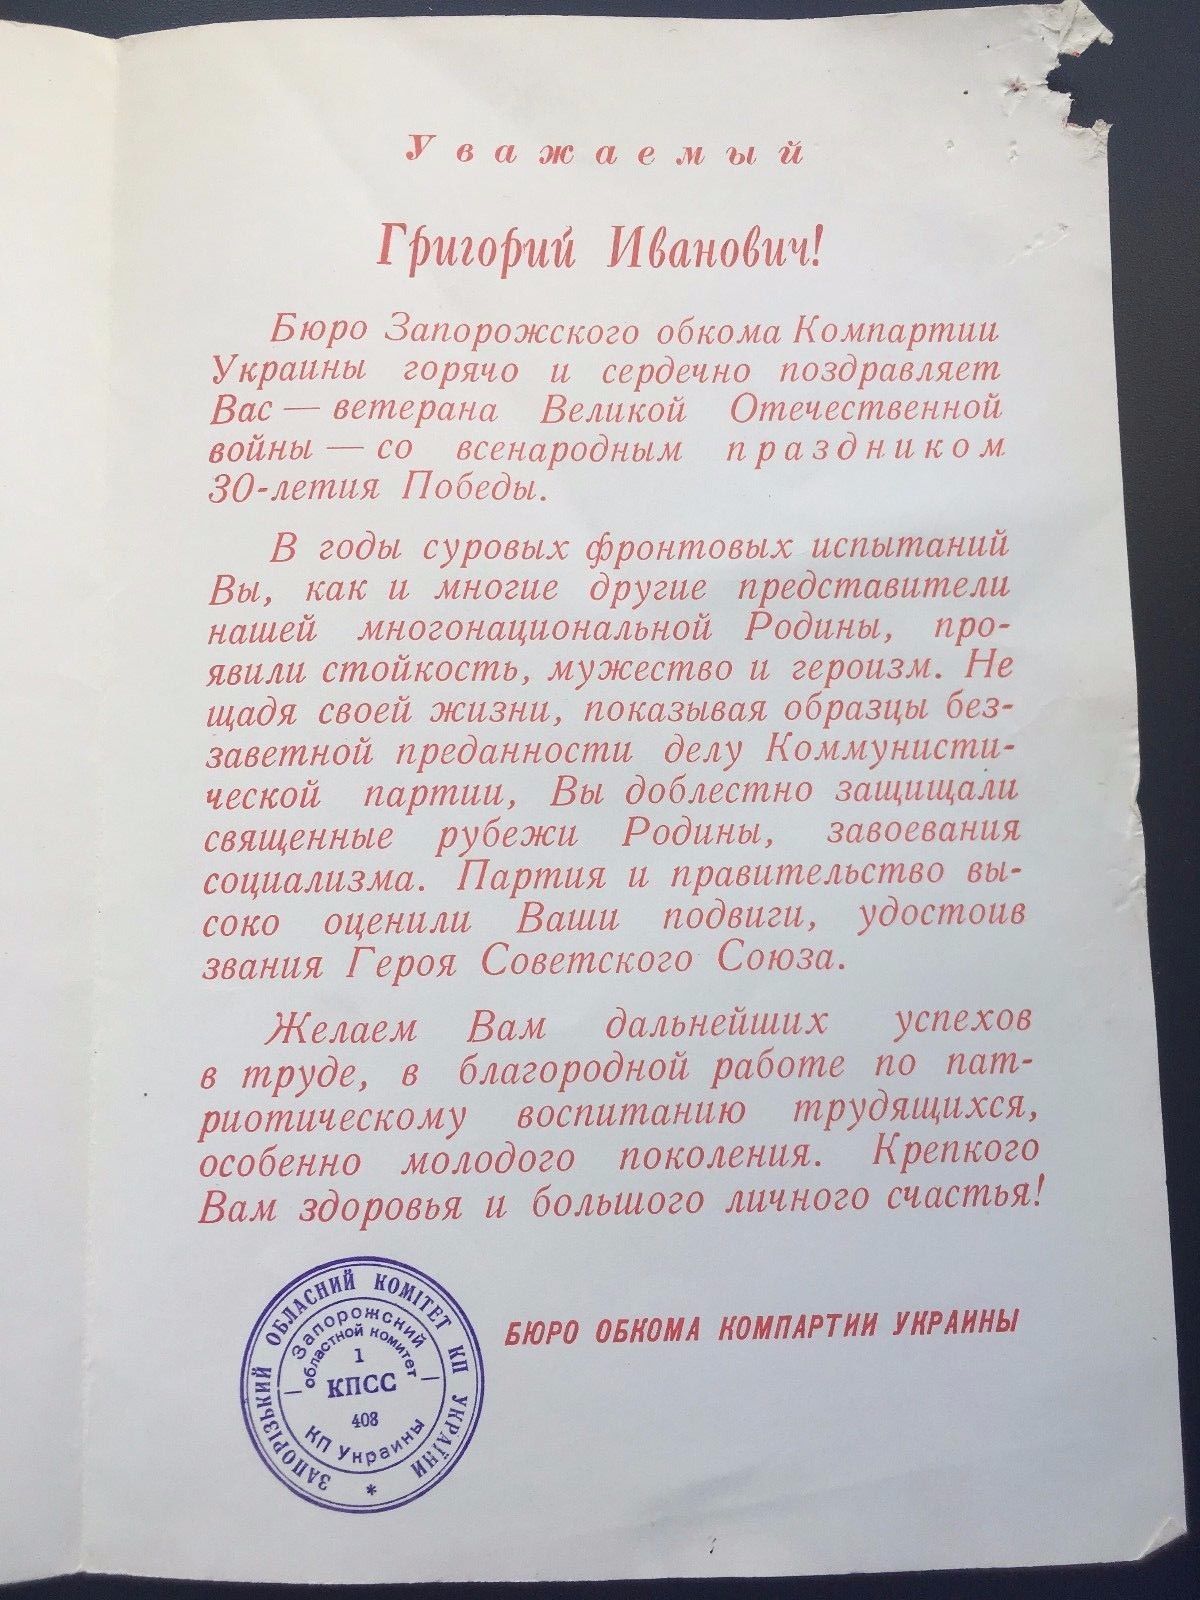 Уважаемый
Григорий Иванович!
Бюро Запорожского обкома Компартии
Украины горячо и сердечно поздравляет
Вас — ветерана Великой Отечественной
войны — со всенародным праздником
30-летия Победы.
В годы суровых фронтовых испытаний
Вы, как и многие другие представители
нашей многонациональной Родины, про-
явили стойкость, мужество и героизм. Не
щадя своей жизни, показывая образцы без-
заветной преданности делу Коммунисти-
ческой партии, Вы доблестно защищали
священные рубежи Родины, завоевания
социализма. Партия и правительство вы-
соко оценили Ваши подвиги, удостоив
звания Героя Советского Союза.
Желаем Вам дальнейших успехов
в труде, в благородной работе по пат-
риотическому воспитанию трудящихся,
особенно молодого поколения. Крепкого
Вам здоровья и большого личного счастья!
БЮРО ОБКОМА КОМПАРТИИ УКРАИНЫ
ЗАПОРІЗЬКИЙ ОБЛАСНИЙ КОМІТЕТ КП УКРАЇНИ *
Запорожский
областной комитет
1
— КПСС —
408
КП Украины